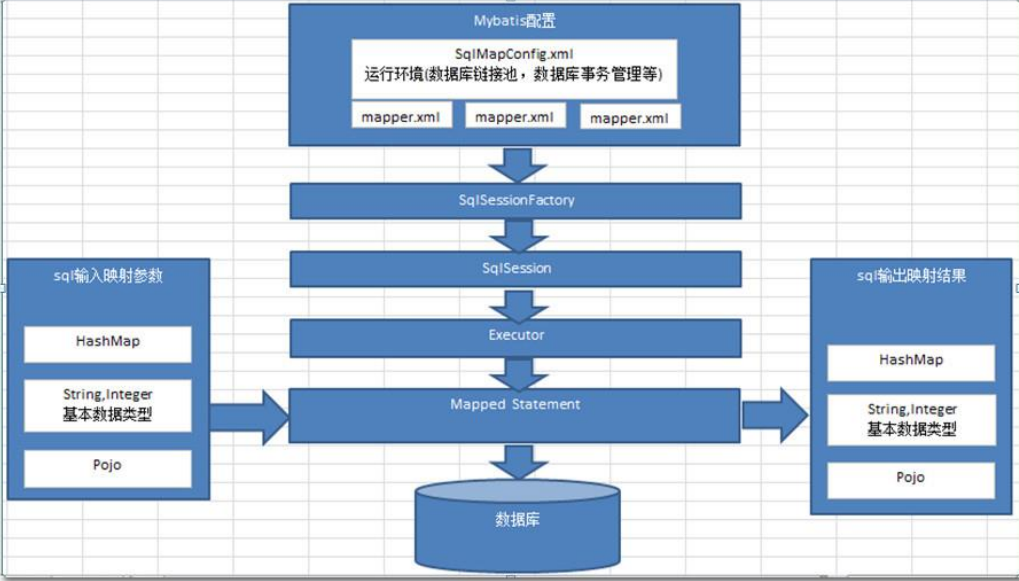 Mybatis配置
SqlMapConfig.xml
运行环境(数据库链接池，数据库事务管理等)
mapper.xml
mapper.xml
mapper.xml
SqlSessionFactory
SqlSession
Executor
Mapped Statement
数据库
sql输入映射参数
HashMap
String,Integer
基本数据类型
Pojo
sql输出映射结果
HashMap
String,Integer
基本数据类型
Pojo